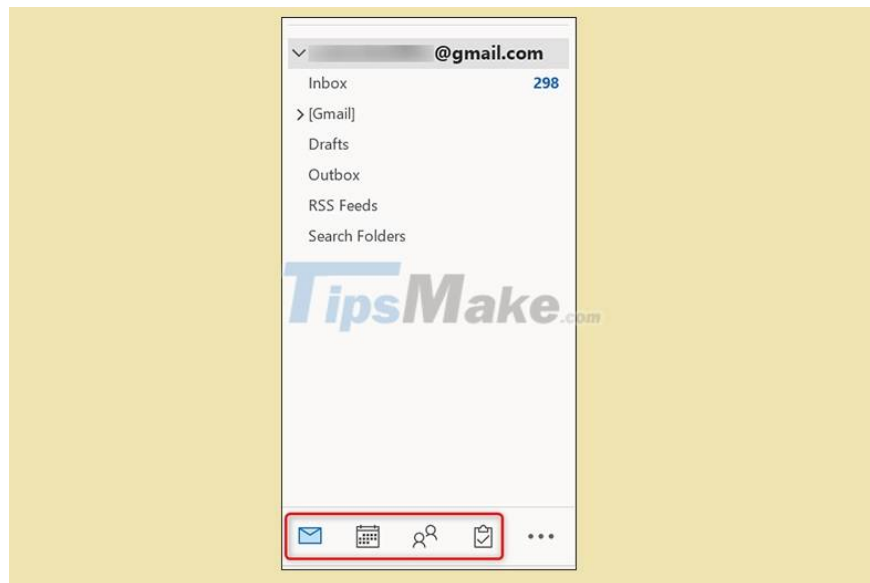 @gmail.com
Inbox 298
[Gmail]
Drafts
Outbox
RSS Feeds
Search Folders
TipsMake.com